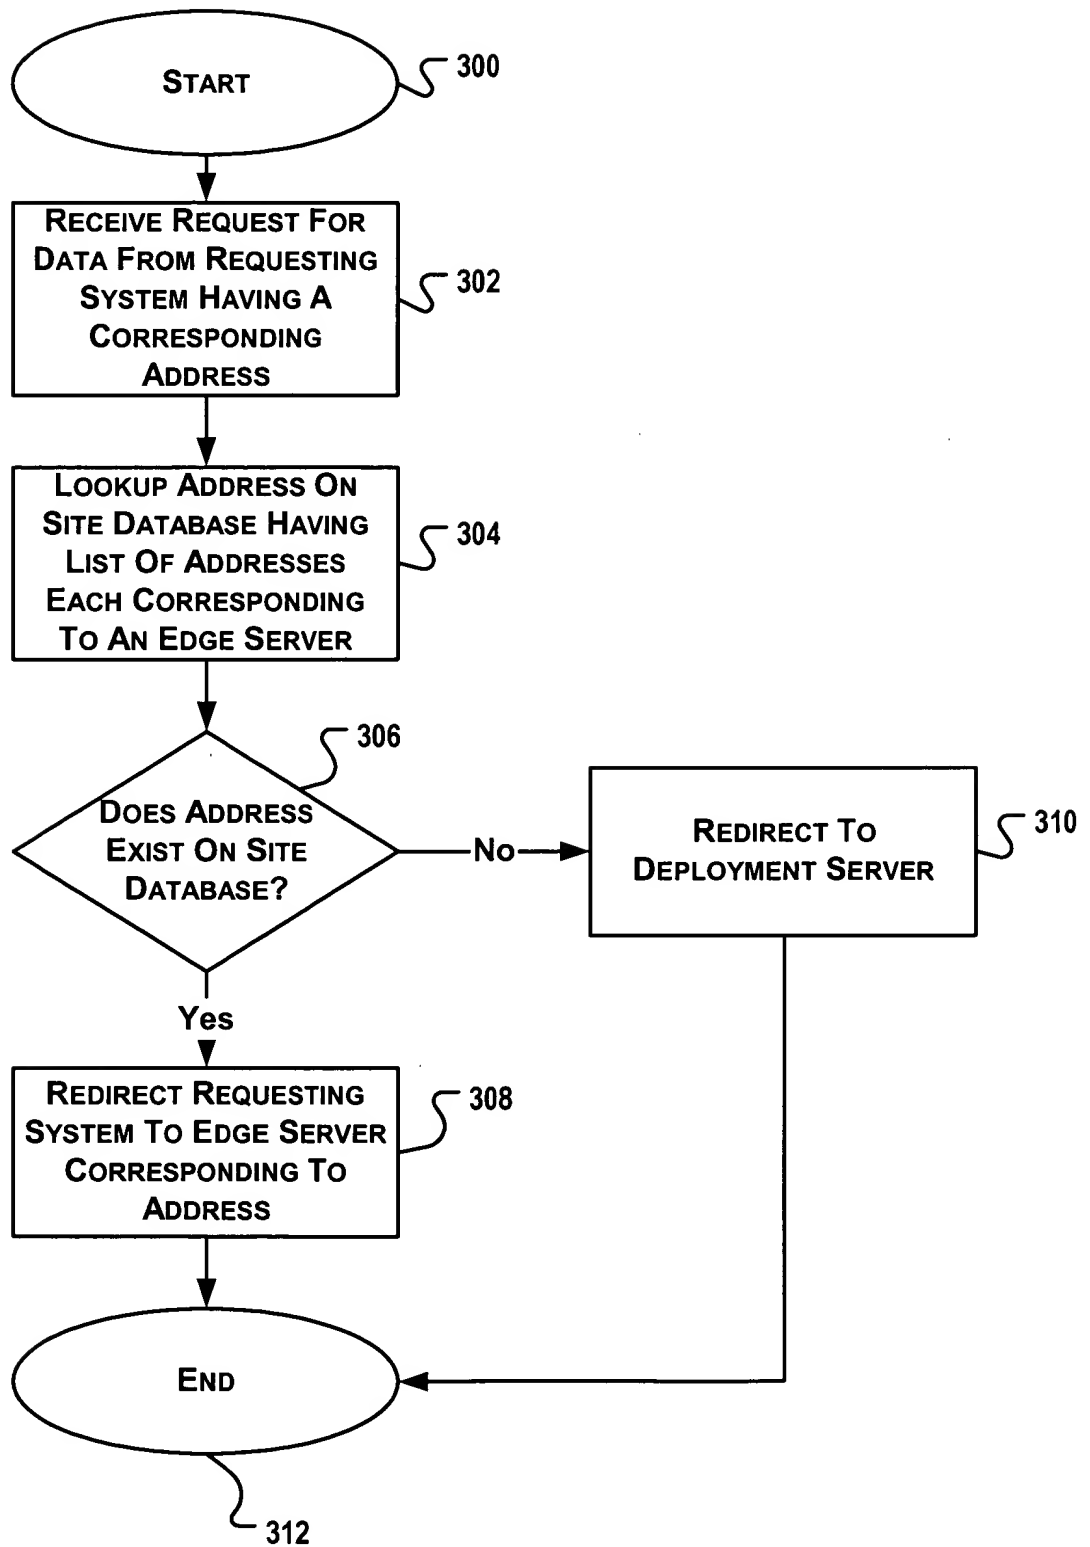 START
300
RECEIVE REQUEST FOR
DATA FROM REQUESTING
SYSTEM HAVING A
CORRESPONDING
ADDRESS
302
LOOKUP ADDRESS ON
SITE DATABASE HAVING
LIST OF ADDRESSES
EACH CORRESPONDING
TO AN EDGE SERVER
304
306
DOES ADDRESS
EXIST ON SITE
DATABASE?
No
REDIRECT TO
DEPLOYMENT SERVER
310
Yes
REDIRECT REQUESTING
SYSTEM TO EDGE SERVER
CORRESPONDING TO
ADDRESS
308
END
312